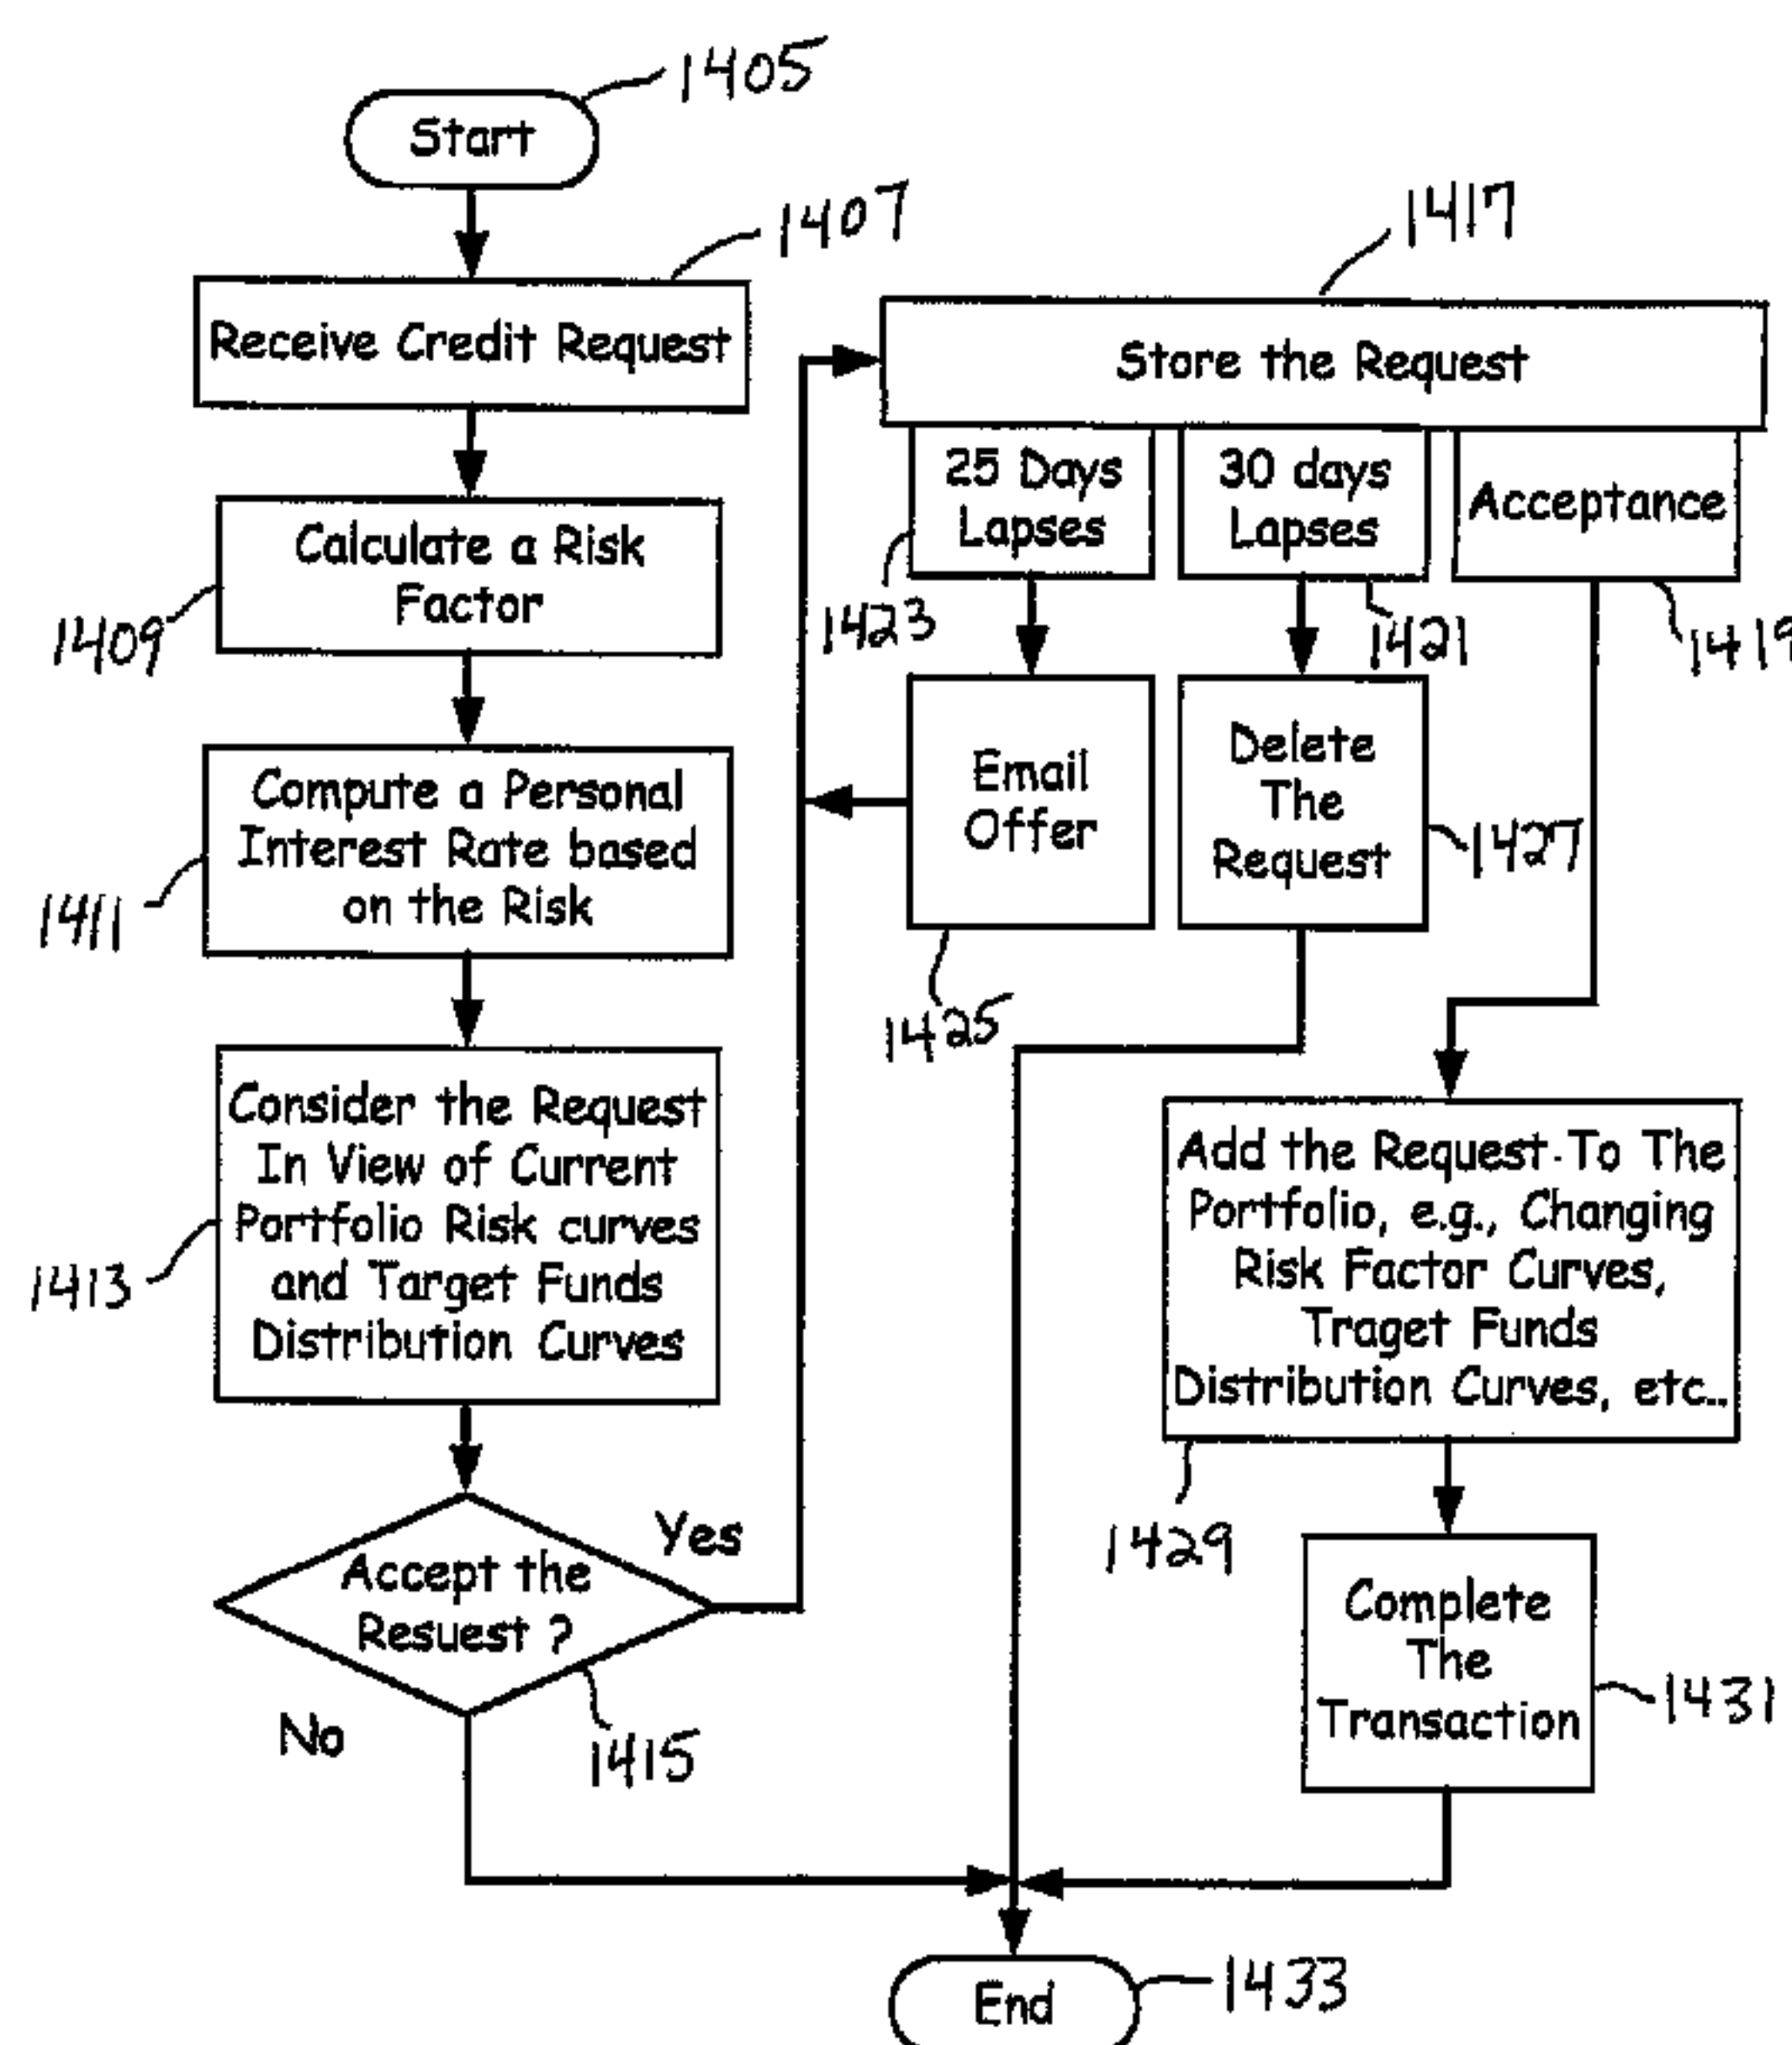 1405
Start
1407
Receive Credit Request
1409
Calculate a Risk
Factor
1411
Compute a Personal
Interest Rate based
on the Risk
1413
Consider the Request
In View of Current
Portfolio Risk curves
and Target Funds
Distribution Curves
Accept the
Resuest ?
Yes
No
1415
1417
Store the Request
25 Days
Lapses
1423
30 days
Lapses
1421
Acceptance
1419
Email
Offer
1425
Delete
The
Request
1427
Add the Request To The
Portfolio, e.g., Changing
Risk Factor Curves,
Traget Funds
Distribution Curves, etc..
1429
Complete
The
Transaction
1431
End
1433